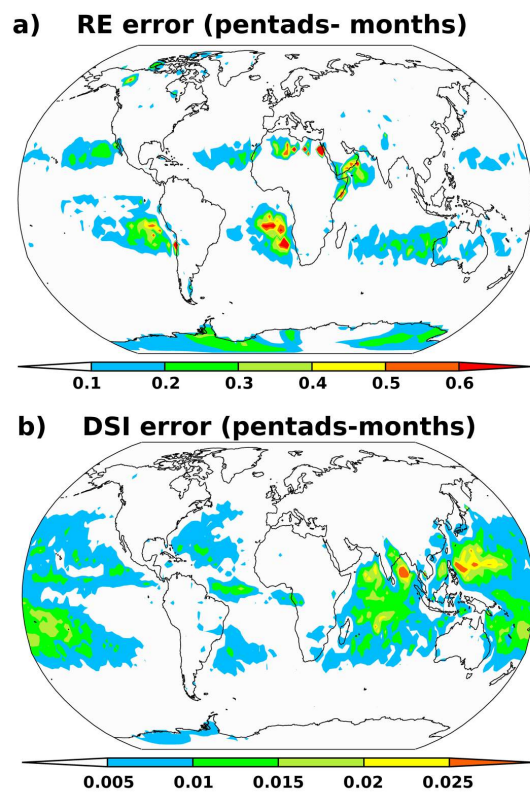 a) RE error (pentads- months)
0.1 0.2 0.3 0.4 0.5 0.6
b) DSI error (pentads-months)
0.005 0.01 0.015 0.02 0.025